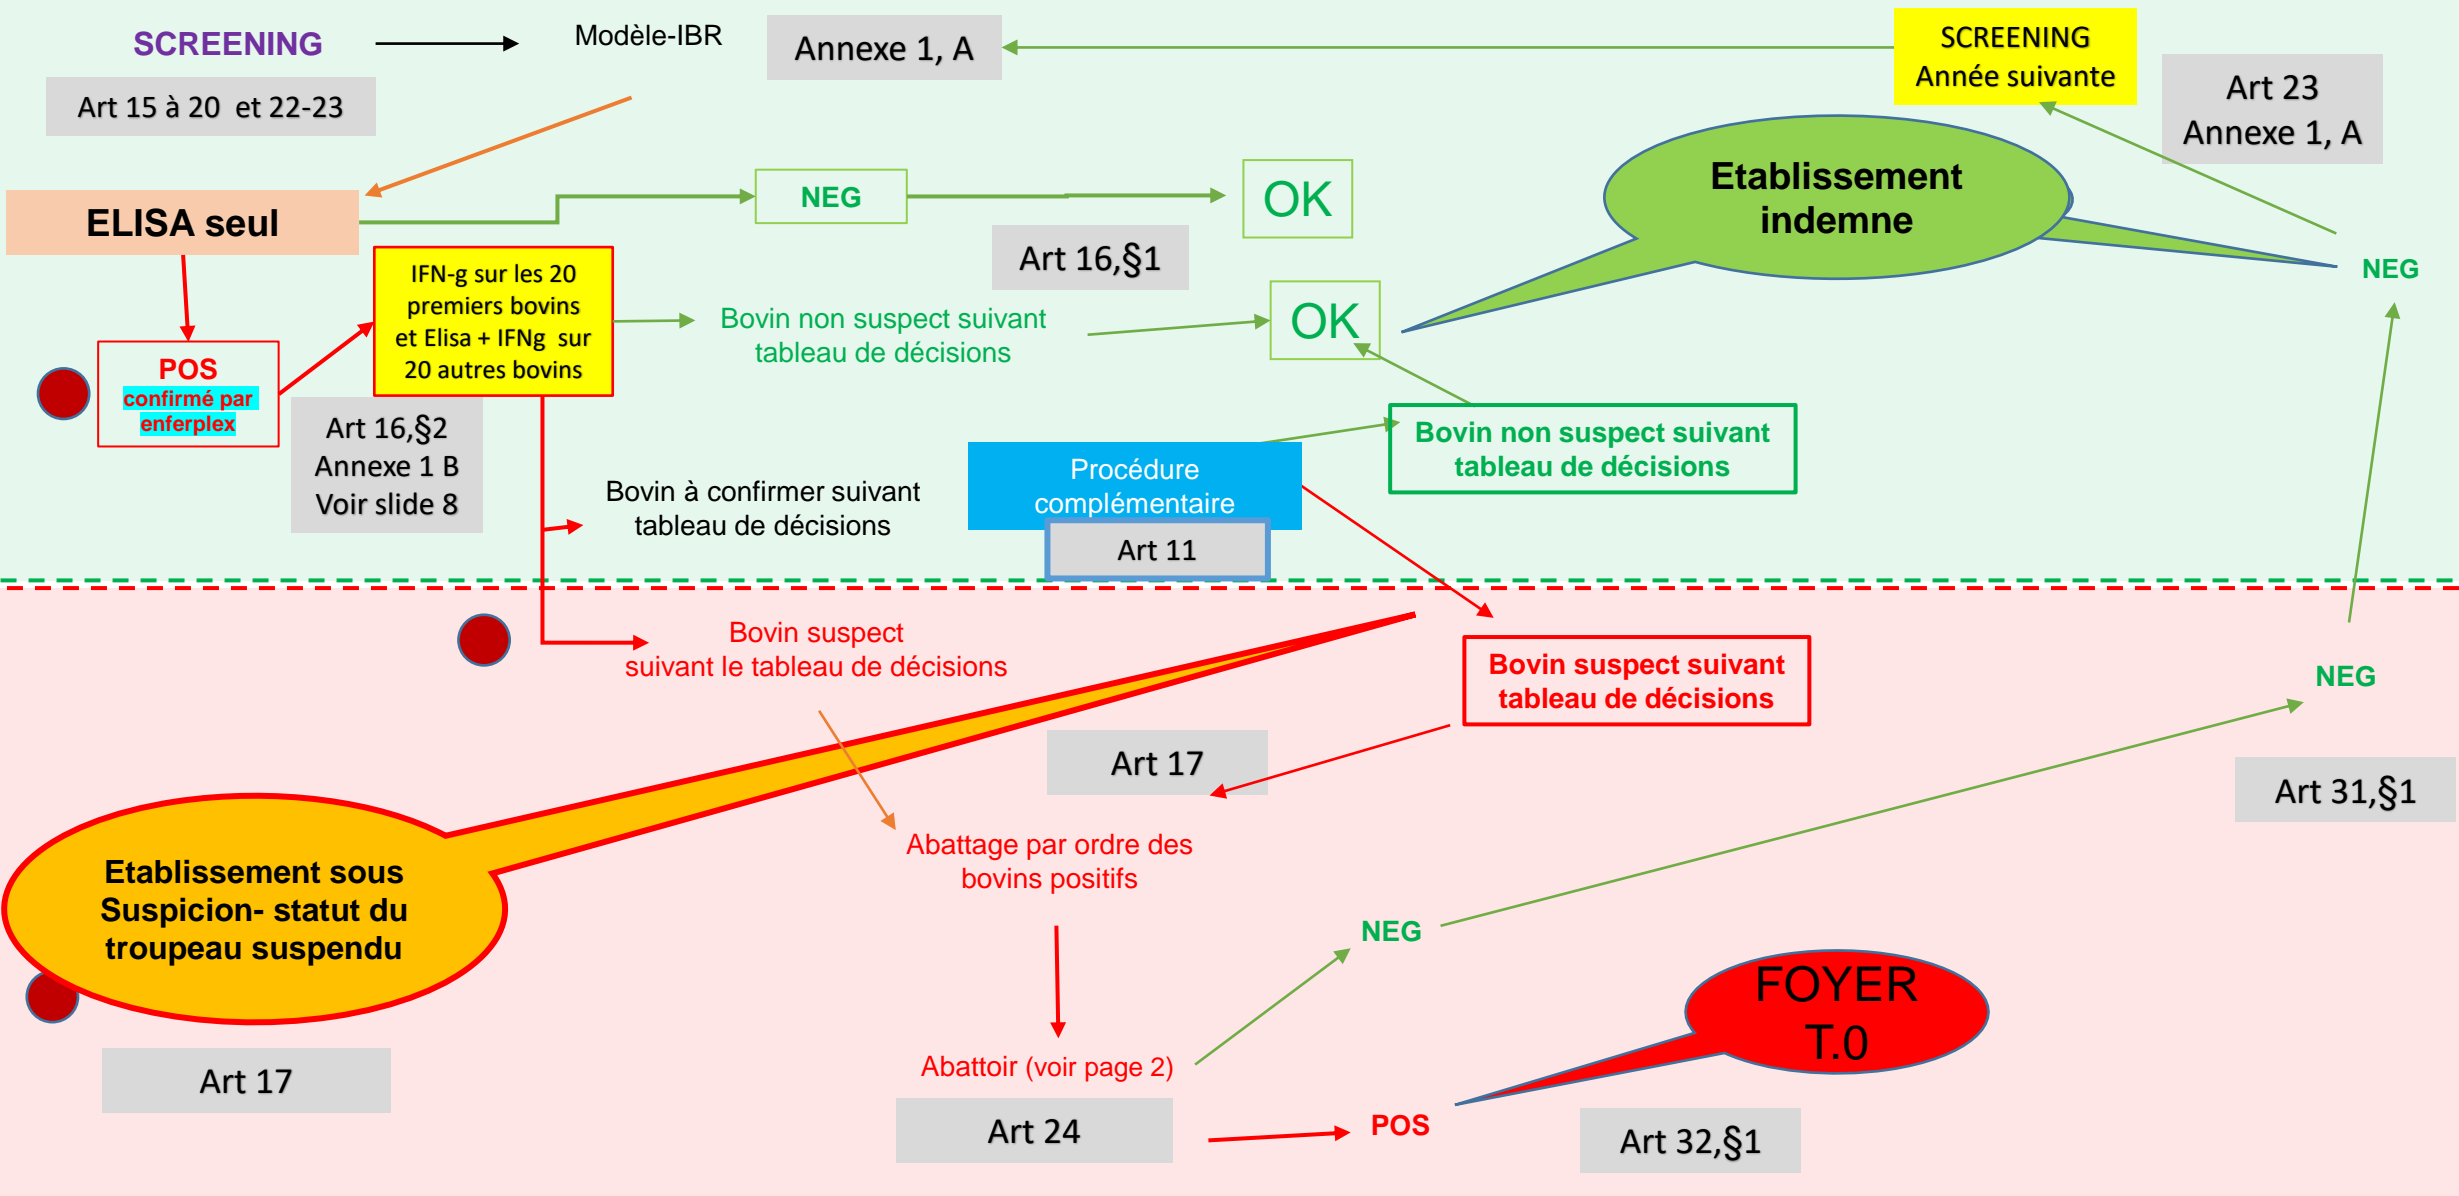 SCREENING
Modèle-IBR
Annexe 1, A
SCREENING
Année suivante
Art 15 à 20 et 22-23
Art 23
Annexe 1, A
ELISA seul
NEG
OK
Etablissement
indemne
Art 16,§1
NEG
IFN-g sur les 20
premiers bovins
et Elisa + IFNg sur
20 autres bovins
Bovin non suspect suivant
tableau de décisions
OK
POS
confirmé par
enferplex
Art 16,§2
Annexe 1 B
Voir slide 8
Bovin non suspect suivant
tableau de décisions
Procédure
complémentaire
Art 11
Bovin à confirmer suivant
tableau de décisions
Bovin suspect
suivant le tableau de décisions
Bovin suspect suivant
tableau de décisions
NEG
Art 17
Art 31,§1
Abattage par ordre des
bovins positifs
Etablissement sous
Suspicion- statut du
troupeau suspendu
NEG
FOYER
T.0
Art 17
Abattoir (voir page 2)
Art 24
POS
Art 32,§1